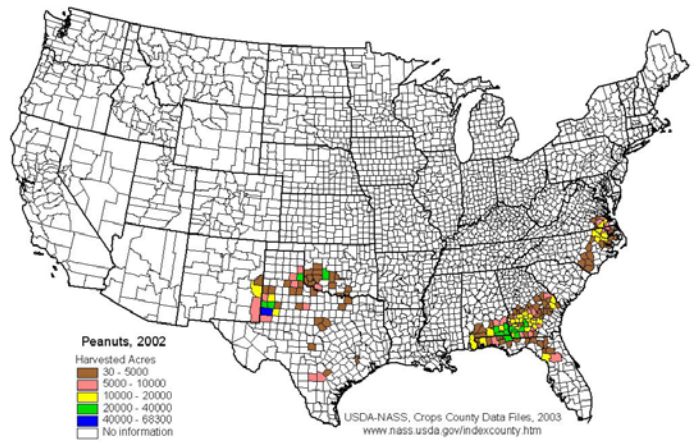 Peanuts, 2002
Harvested Acres
30 - 5000
5000 - 10000
10000 - 20000
20000 - 40000
40000 - 68300
No information
USDA-NASS, Crops County Data Files, 2003
www.nass.usda.gov/indexcounty.htm